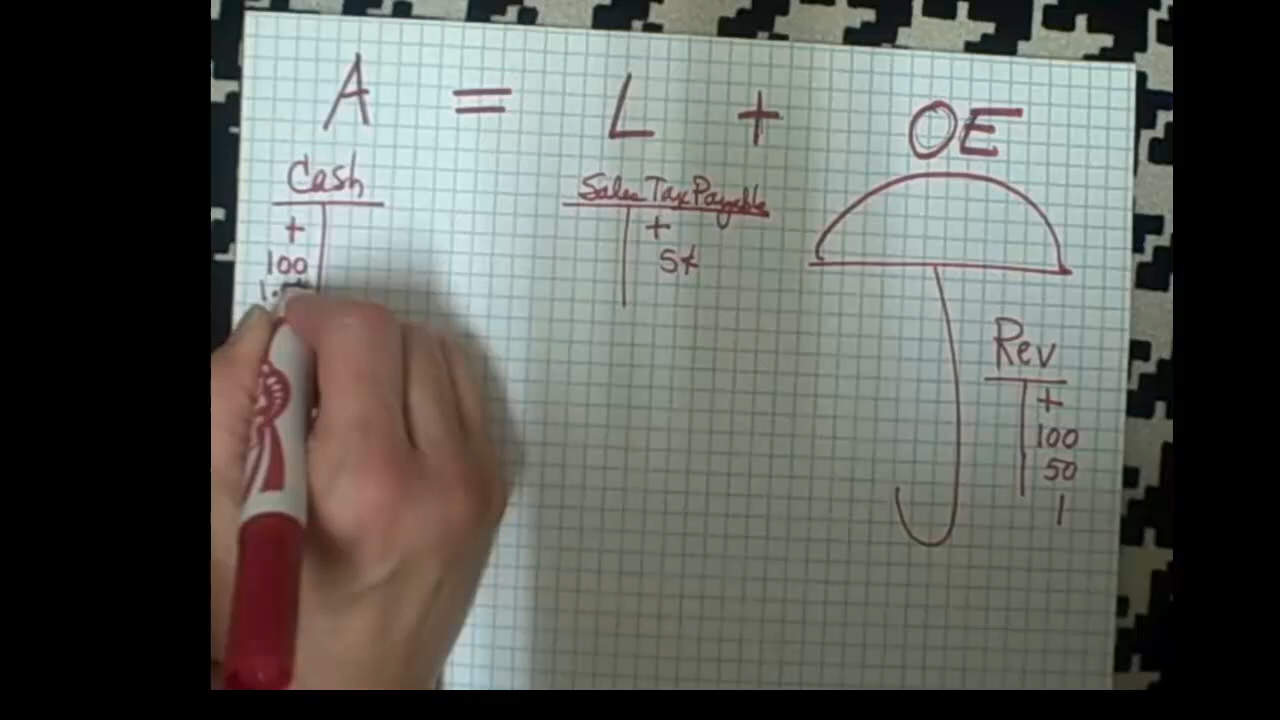 A = L + OE
Cash
+
100
Sales Tax Payable
+
5¢
Rev
+
100
50
1